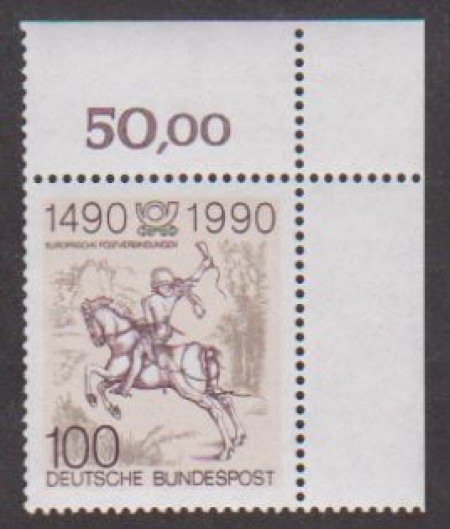 50,00
1490 1990
EUROPÄISCHE POSTVERBINDUNGEN
100
DEUTSCHE BUNDESPOST